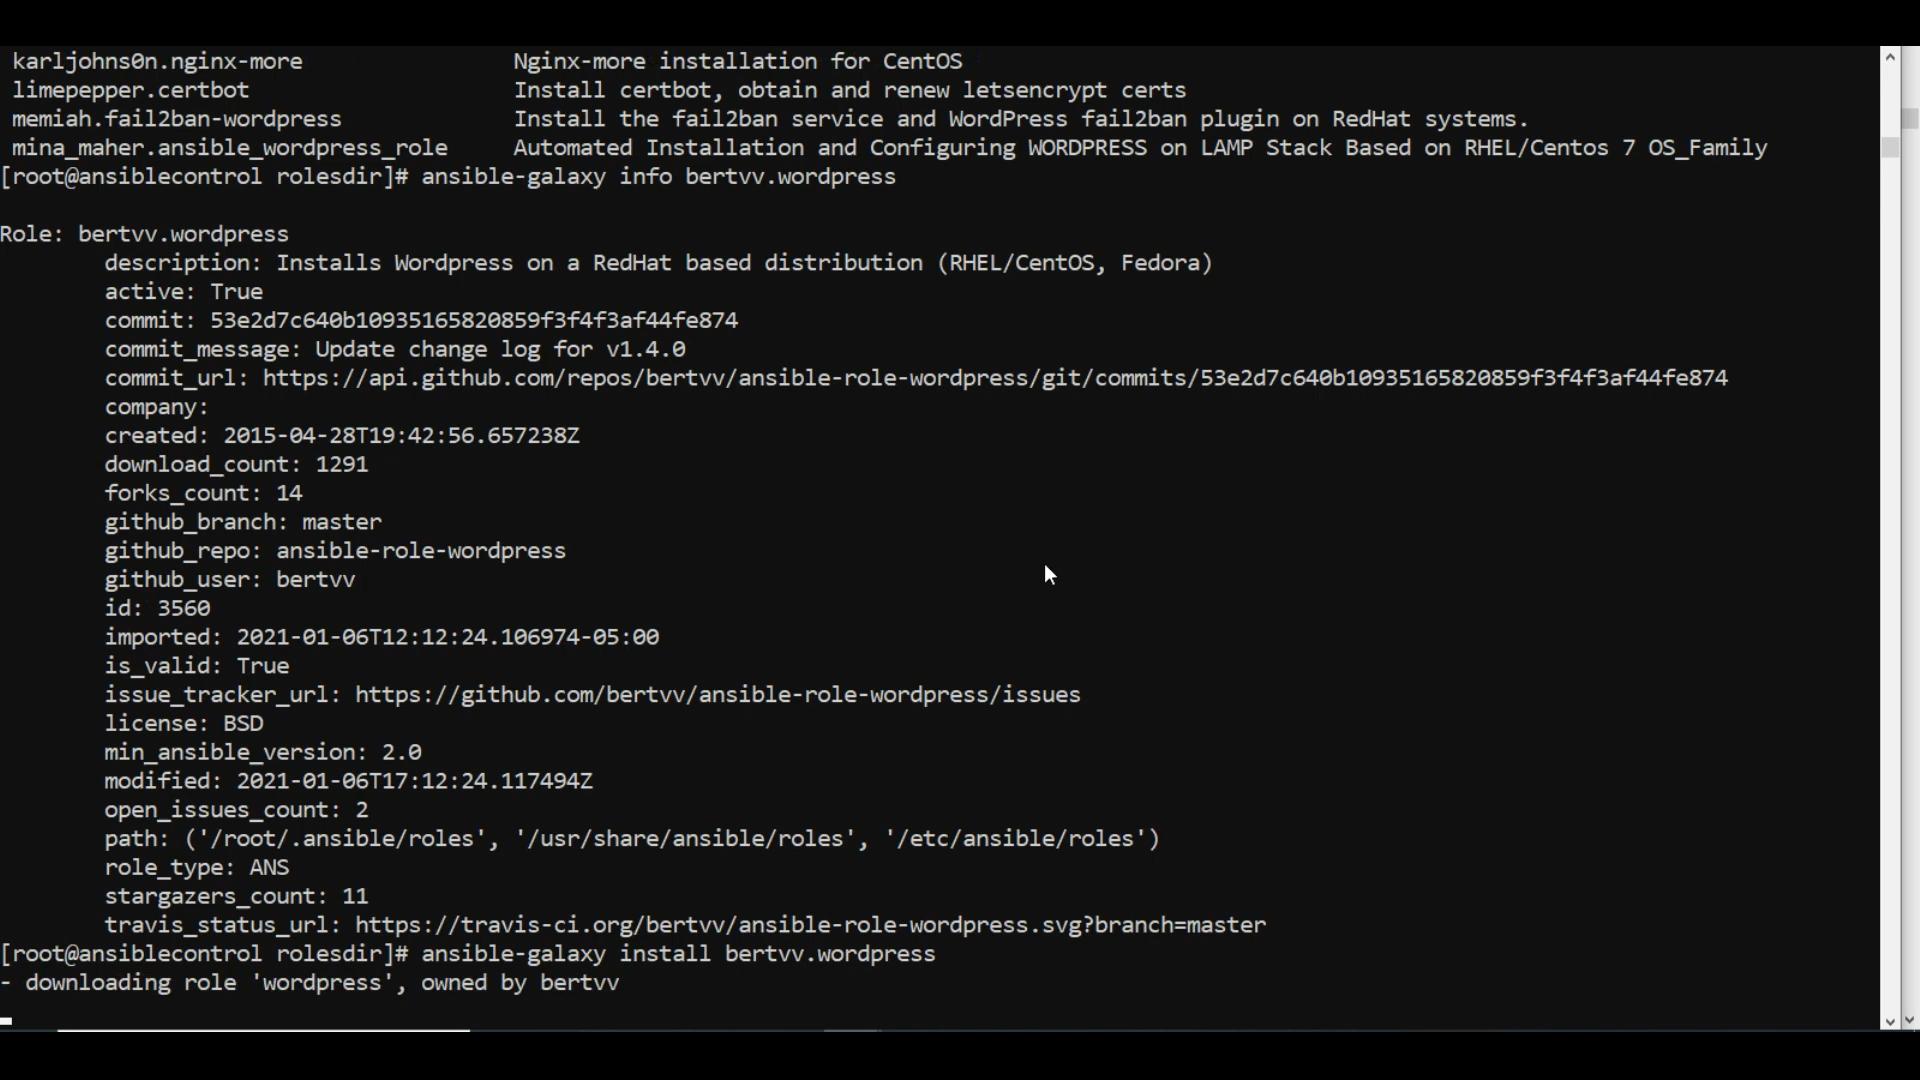 karljohns0n.nginx-more Nginx-more installation for CentOS
limepepper.certbot Install certbot, obtain and renew letsencrypt certs
memiah.fail2ban-wordpress Install the fail2ban service and WordPress fail2ban plugin on RedHat systems.
mina_maher.ansible_wordpress_role Automated Installation and Configuring WORDPRESS on LAMP Stack Based on RHEL/Centos 7 OS_Family
[root@ansiblecontrol rolesdir]# ansible-galaxy info bertvv.wordpress
Role: bertvv.wordpress
description: Installs Wordpress on a RedHat based distribution (RHEL/CentOS, Fedora)
active: True
commit: 53e2d7c640b10935165820859f3f4f3af44fe874
commit_message: Update change log for v1.4.0
commit_url: https://api.github.com/repos/bertvv/ansible-role-wordpress/git/commits/53e2d7c640b10935165820859f3f4f3af44fe874
company:
created: 2015-04-28T19:42:56.657238Z
download_count: 1291
forks_count: 14
github_branch: master
github_repo: ansible-role-wordpress
github_user: bertvv
id: 3560
imported: 2021-01-06T12:12:24.106974-05:00
is_valid: True
issue_tracker_url: https://github.com/bertvv/ansible-role-wordpress/issues
license: BSD
min_ansible_version: 2.0
modified: 2021-01-06T17:12:24.117494Z
open_issues_count: 2
path: ('/root/.ansible/roles', '/usr/share/ansible/roles', '/etc/ansible/roles')
role_type: ANS
stargazers_count: 11
travis_status_url: https://travis-ci.org/bertvv/ansible-role-wordpress.svg?branch=master
[root@ansiblecontrol rolesdir]# ansible-galaxy install bertvv.wordpress
- downloading role 'wordpress', owned by bertvv